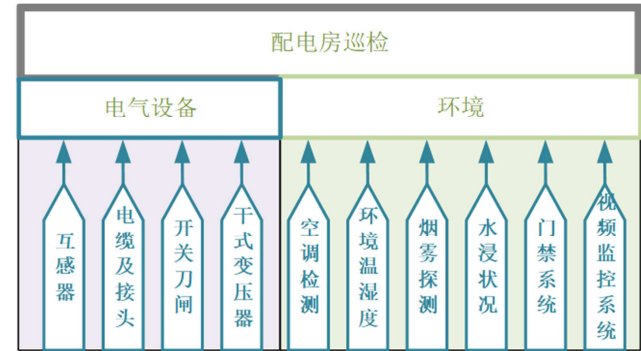 配电房巡检
电气设备
环境
互感器
电缆及接头
开关刀闸
干式变压器
空调检测
环境温湿度
烟雾探测
水浸状况
门禁系统
视频监控系统